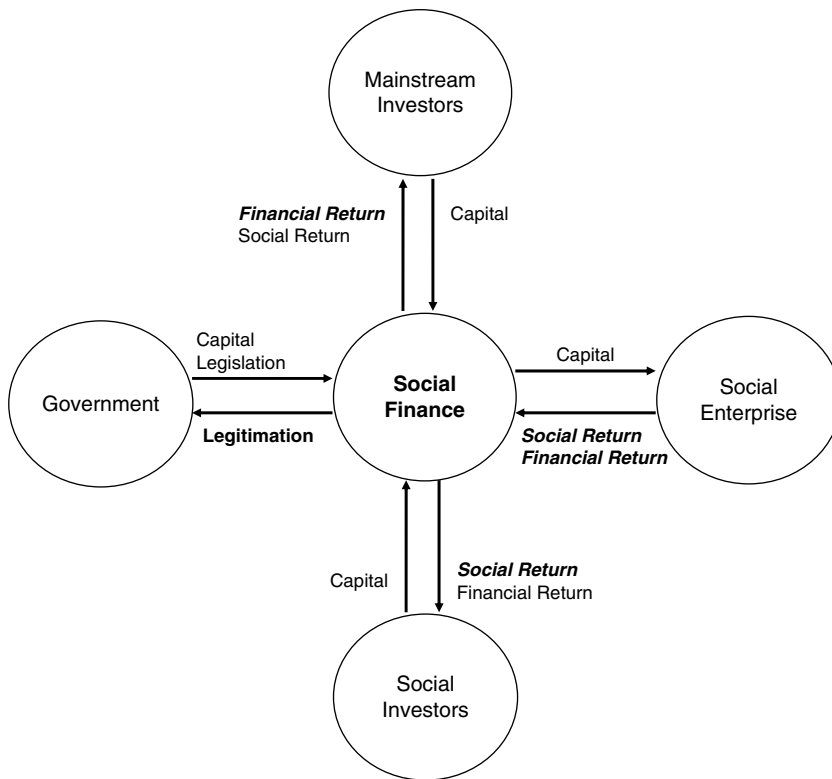 Mainstream
Investors
Financial Return
Social Return
Capital
Capital
Legislation
Government
Legitimation
Social
Finance
Capital
Social
Enterprise
Social Return
Financial Return
Capital
Social Return
Financial Return
Social
Investors